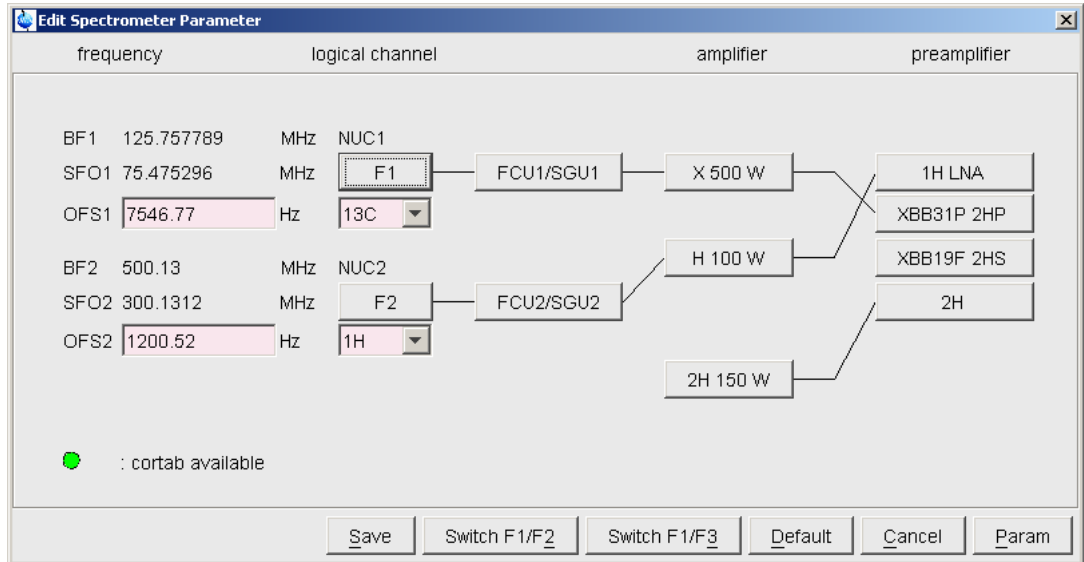 Edit Spectrometer Parameter
frequency logical channel amplifier preamplifier
BF1 125.757789 MHz NUC1
SFO1 75.475296 MHz F1 FCU1/SGU1 X 500 W 1H LNA
OFS1 7546.77 Hz 13C XBB31P 2HP
H 100 W XBB19F 2HS
BF2 500.13 MHz NUC2
SFO2 300.1312 MHz F2 FCU2/SGU2 2H
OFS2 1200.52 Hz 1H
2H 150 W
: cortab available
Save Switch F1/F2 Switch F1/F3 Default Cancel Param